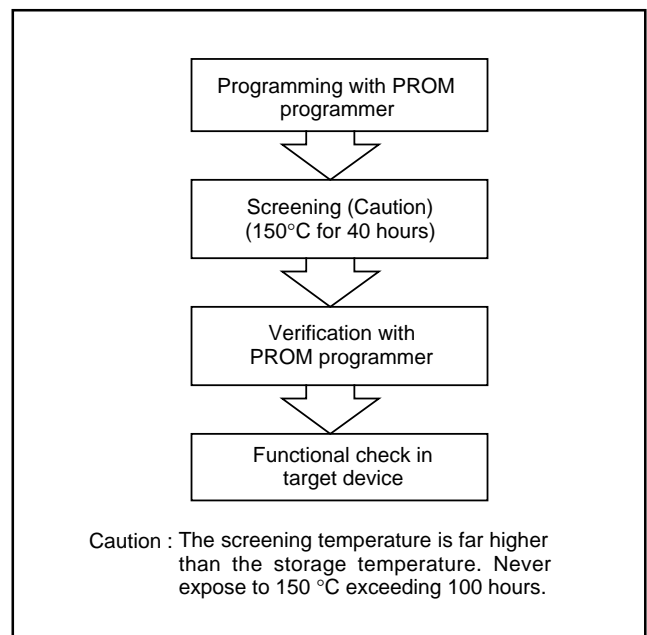 Programming with PROM
programmer
Screening (Caution)
(150°C for 40 hours)
Verification with
PROM programmer
Functional check in
target device
Caution : The screening temperature is far higher
than the storage temperature. Never
expose to 150 °C exceeding 100 hours.